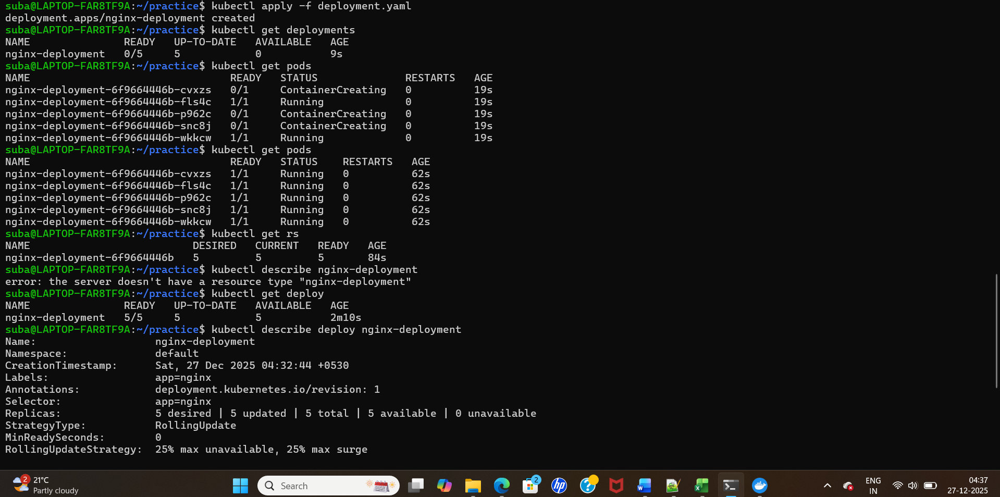 suba@LAPTOP-FAR8TF9A:~/practice$ kubectl apply -f deployment.yaml
deployment.apps/nginx-deployment created
suba@LAPTOP-FAR8TF9A:~/practice$ kubectl get deployments
NAME               READY   UP-TO-DATE   AVAILABLE   AGE
nginx-deployment   0/5     5            0           9s
suba@LAPTOP-FAR8TF9A:~/practice$ kubectl get pods
NAME                                READY   STATUS              RESTARTS   AGE
nginx-deployment-6f9664446b-cvxzs   0/1     ContainerCreating   0          19s
nginx-deployment-6f9664446b-fls4c   1/1     Running             0          19s
nginx-deployment-6f9664446b-p962c   0/1     ContainerCreating   0          19s
nginx-deployment-6f9664446b-snc8j   0/1     ContainerCreating   0          19s
nginx-deployment-6f9664446b-wkkcw   1/1     Running             0          19s
suba@LAPTOP-FAR8TF9A:~/practice$ kubectl get pods
NAME                                READY   STATUS    RESTARTS   AGE
nginx-deployment-6f9664446b-cvxzs   1/1     Running   0          62s
nginx-deployment-6f9664446b-fls4c   1/1     Running   0          62s
nginx-deployment-6f9664446b-p962c   1/1     Running   0          62s
nginx-deployment-6f9664446b-snc8j   1/1     Running   0          62s
nginx-deployment-6f9664446b-wkkcw   1/1     Running   0          62s
suba@LAPTOP-FAR8TF9A:~/practice$ kubectl get rs
NAME                          DESIRED   CURRENT   READY   AGE
nginx-deployment-6f9664446b   5         5         5       84s
suba@LAPTOP-FAR8TF9A:~/practice$ kubectl describe nginx-deployment
error: the server doesn't have a resource type "nginx-deployment"
suba@LAPTOP-FAR8TF9A:~/practice$ kubectl get deploy
NAME               READY   UP-TO-DATE   AVAILABLE   AGE
nginx-deployment   5/5     5            5           2m10s
suba@LAPTOP-FAR8TF9A:~/practice$ kubectl describe deploy nginx-deployment
Name:                   nginx-deployment
Namespace:              default
CreationTimestamp:      Sat, 27 Dec 2025 04:32:44 +0530
Labels:                 app=nginx
Annotations:            deployment.kubernetes.io/revision: 1
Selector:               app=nginx
Replicas:               5 desired | 5 updated | 5 total | 5 available | 0 unavailable
StrategyType:           RollingUpdate
MinReadySeconds:        0
RollingUpdateStrategy:  25% max unavailable, 25% max surge
2
21°C
Partly cloudy
Search
2
hp
?
W
X
ENG
IN
04:37
27-12-2025